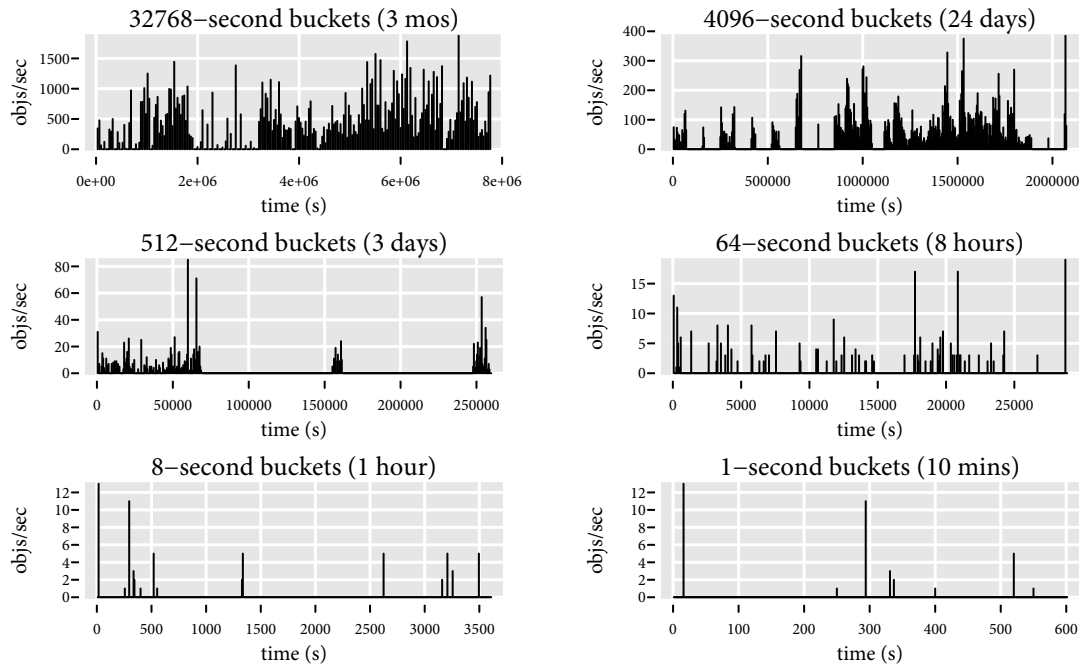 32768−second buckets (3 mos)
objs/sec
1500
1000
500
0
0e+00 2e+06 4e+06 6e+06 8e+06
time (s)
4096−second buckets (24 days)
objs/sec
400
300
200
100
0
0 500000 1000000 1500000 2000000
time (s)
512−second buckets (3 days)
objs/sec
80
60
40
20
0
0 50000 100000 150000 200000 250000
time (s)
64−second buckets (8 hours)
objs/sec
15
10
5
0
0 5000 10000 15000 20000 25000
time (s)
8−second buckets (1 hour)
objs/sec
12
10
8
6
4
2
0
0 500 1000 1500 2000 2500 3000 3500
time (s)
1−second buckets (10 mins)
objs/sec
12
10
8
6
4
2
0
0 100 200 300 400 500 600
time (s)